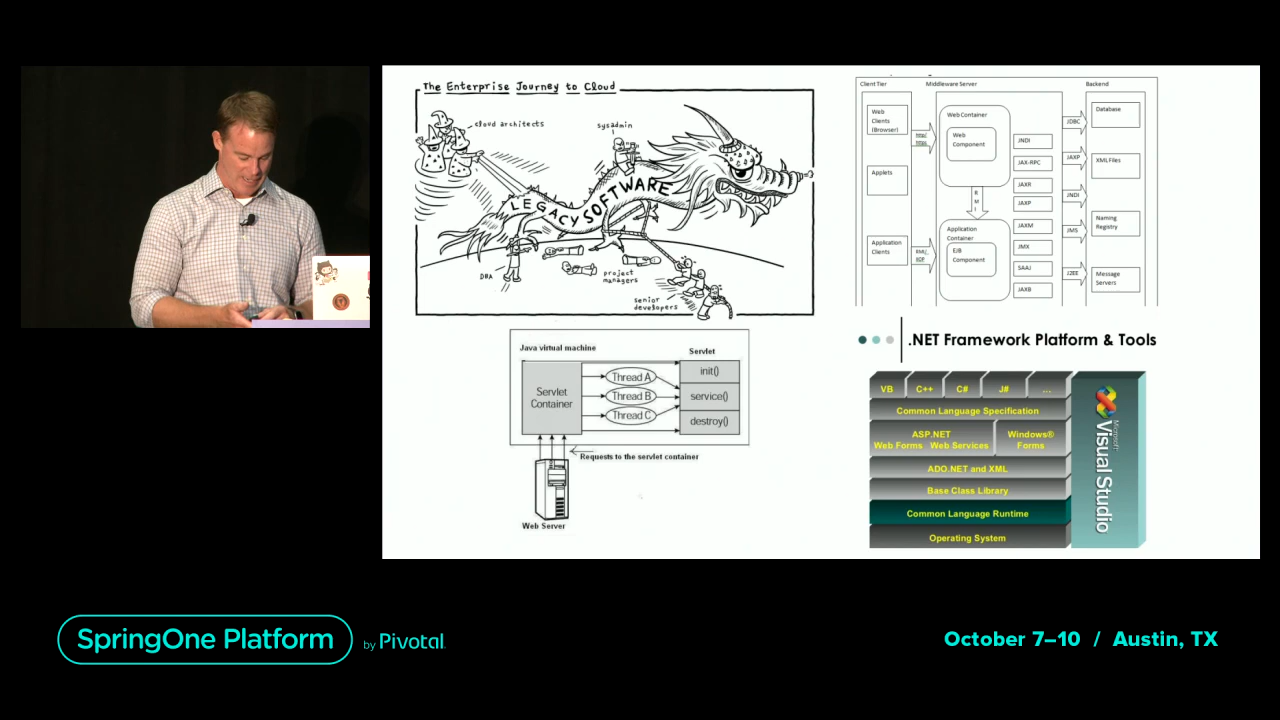 The Enterprise Journey to Cloud
cloud architects
sysadmin
LEGACY SOFTWARE
DBA
project
managers
senior
developers
Client Tier
Middleware Server
Backend
Web
Clients
(Browser)
Applets
Application
Clients
http/
https
Web Container
Web
Component
R
M
I
Application
Container
EJB
Component
JNDI
JAX-RPC
JAXR
JAXP
JAXM
JMX
SAAJ
JAXB
JDBC
JAXP
JNDI
JMS
J2EE
Database
XML Files
Naming
Registry
Message
Servers
Java virtual machine
Servlet
Servlet
Container
Thread A
Thread B
Thread C
init()
service()
destroy()
Requests to the servlet container
Web Server
.NET Framework Platform & Tools
VB
C++
C#
J#
...
Common Language Specification
ASP.NET
Web Forms Web Services
Windows®
Forms
ADO.NET and XML
Base Class Library
Common Language Runtime
Operating System
Microsoft
Visual Studio
SpringOne Platform
by Pivotal
October 7–10 / Austin, TX